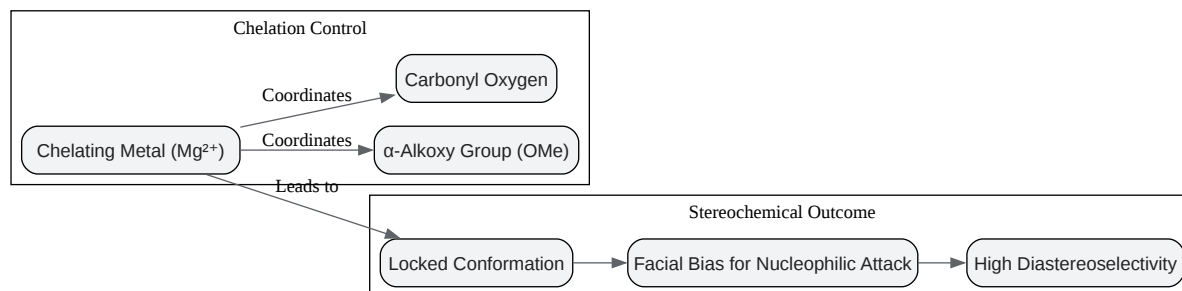 Chelation Control
Carbonyl Oxygen
Coordinates
Chelating Metal (Mg²⁺)
Coordinates
α-Alkoxy Group (OMe)
Leads to
Stereochemical Outcome
Locked Conformation
Facial Bias for Nucleophilic Attack
High Diastereoselectivity